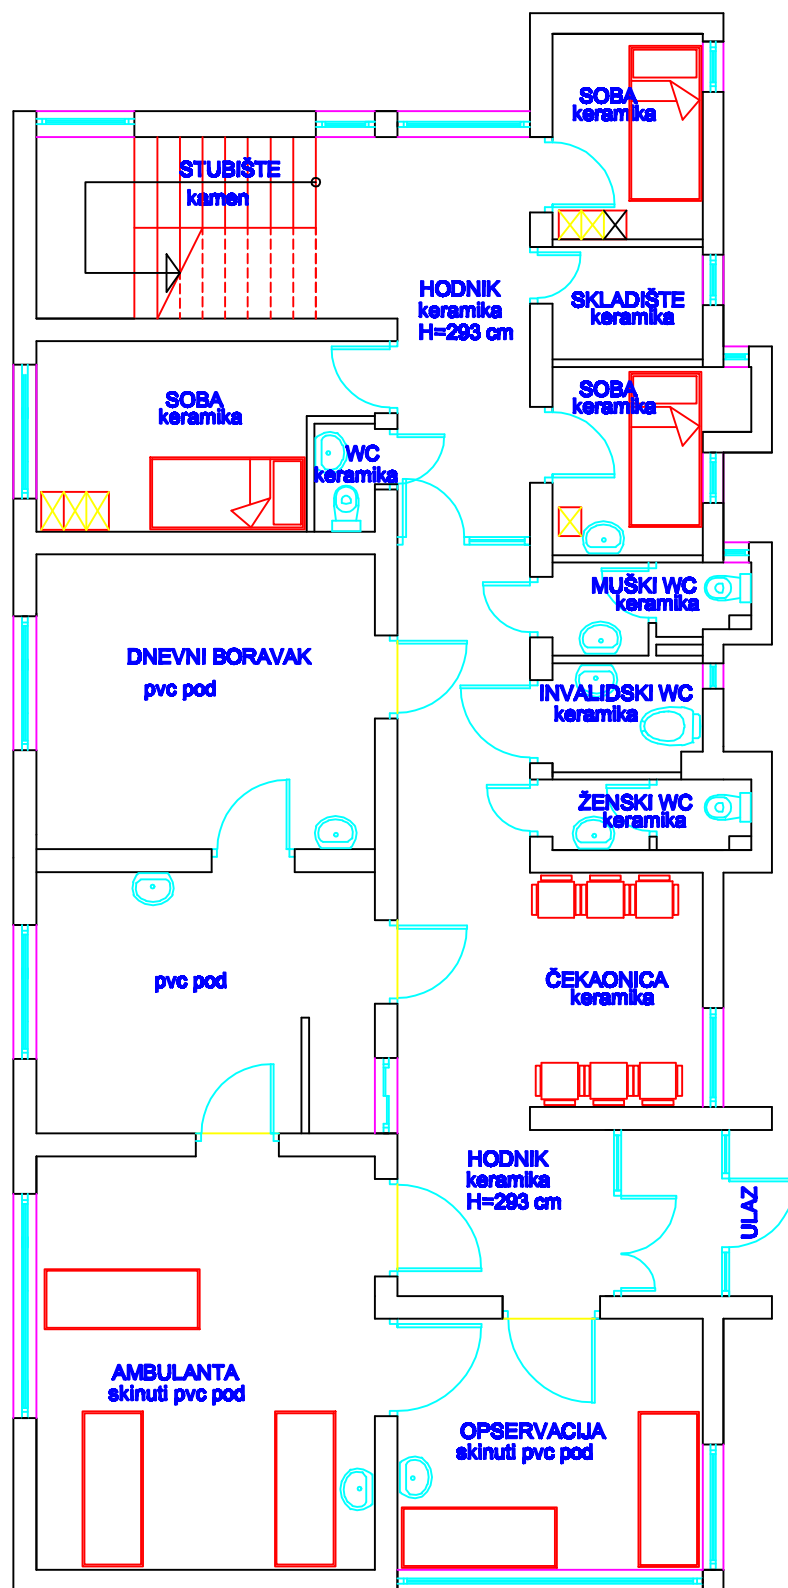 SOBA
keramika
STUBIŠTE
kamen
HODNIK
keramika
H=293 cm
SKLADIŠTE
keramika
SOBA
keramika
SOBA
keramika
WC
keramika
MUŠKI WC
keramika
DNEVNI BORAVAK
pvc pod
INVALIDSKI WC
keramika
ŽENSKI WC
keramika
pvc pod
ČEKAONICA
keramika
HODNIK
keramika
H=293 cm
ULAZ
AMBULANTA
skinuti pvc pod
OPSERVACIJA
skinuti pvc pod